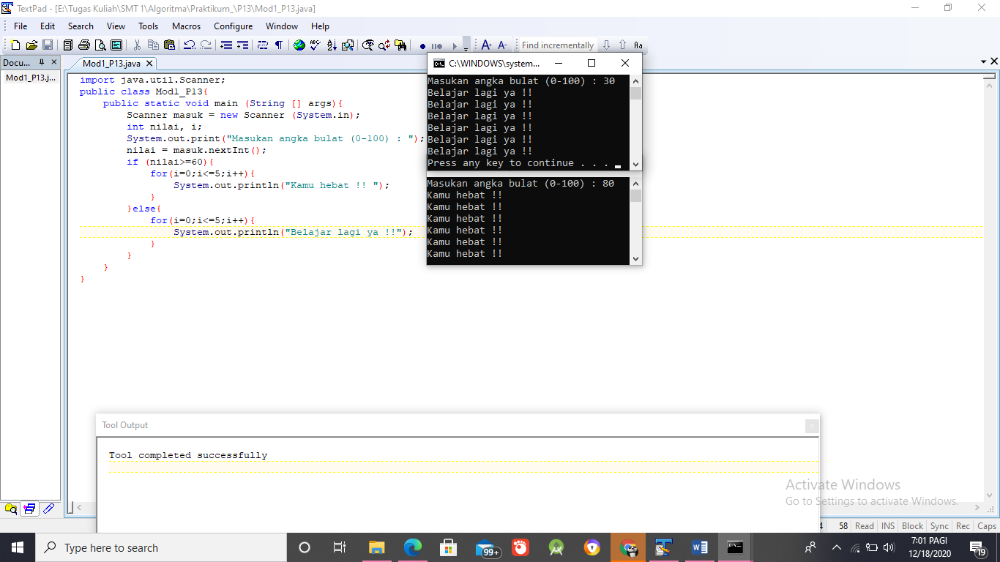 TextPad - [E:\Tugas Kuliah\SMT 1\Algoritma\Praktikum_\P13\Mod1_P13.java]
File Edit Search View Tools Macros Configure Window Help
Find incrementally
Docu...
Mod1_P13.java
Mod1_P13.j...
import java.util.Scanner;
public class Mod1_P13{
public static void main (String [] args){
Scanner masuk = new Scanner (System.in);
int nilai, i;
System.out.print("Masukan angka bulat (0-100) : ");
nilai = masuk.nextInt();
if (nilai>=60){
for(i=0;i<=5;i++){
System.out.println("Kamu hebat !! ");
}
}else{
for(i=0;i<=5;i++){
System.out.println("Belajar lagi ya !!");
}
}
}
}
C:\WINDOWS\system...
Masukan angka bulat (0-100) : 30
Belajar lagi ya !!
Belajar lagi ya !!
Belajar lagi ya !!
Belajar lagi ya !!
Belajar lagi ya !!
Belajar lagi ya !!
Press any key to continue . . .
Masukan angka bulat (0-100) : 80
Kamu hebat !!
Kamu hebat !!
Kamu hebat !!
Kamu hebat !!
Kamu hebat !!
Kamu hebat !!
Tool Output
Tool completed successfully
Activate Windows
Go to Settings to activate Windows.
4 58 Read INS Block Sync Rec Caps
Type here to search
99+
7:01 PAGI
12/18/2020
19